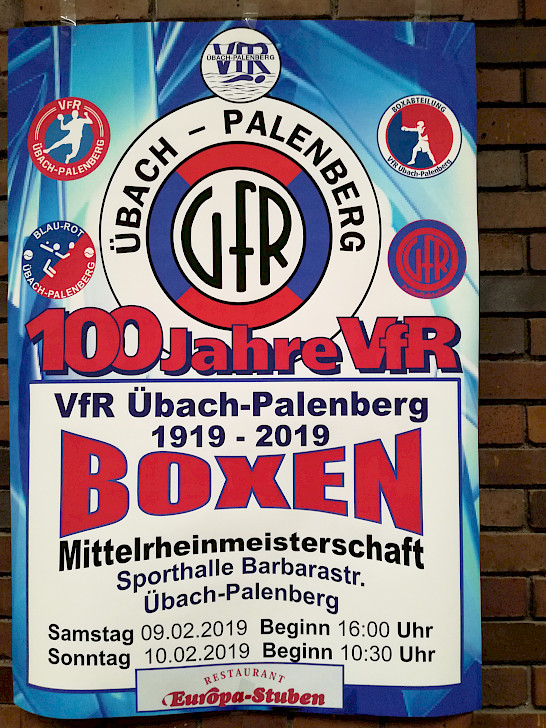 VfR
ÜBACH-PALENBERG
VfR
ÜBACH-PALENBERG
BOXABTEILUNG
VfR Übach-Palenberg
ÜBACH – PALENBERG
VfR
BLAU-ROT
ÜBACH-PALENBERG
VfR
100 Jahre VfR
VfR Übach-Palenberg
1919 - 2019
BOXEN
Mittelrheinmeisterschaft
Sporthalle Barbarastr.
Übach-Palenberg
Samstag 09.02.2019 Beginn 16:00 Uhr
Sonntag 10.02.2019 Beginn 10:30 Uhr
RESTAURANT
Europa-Stuben